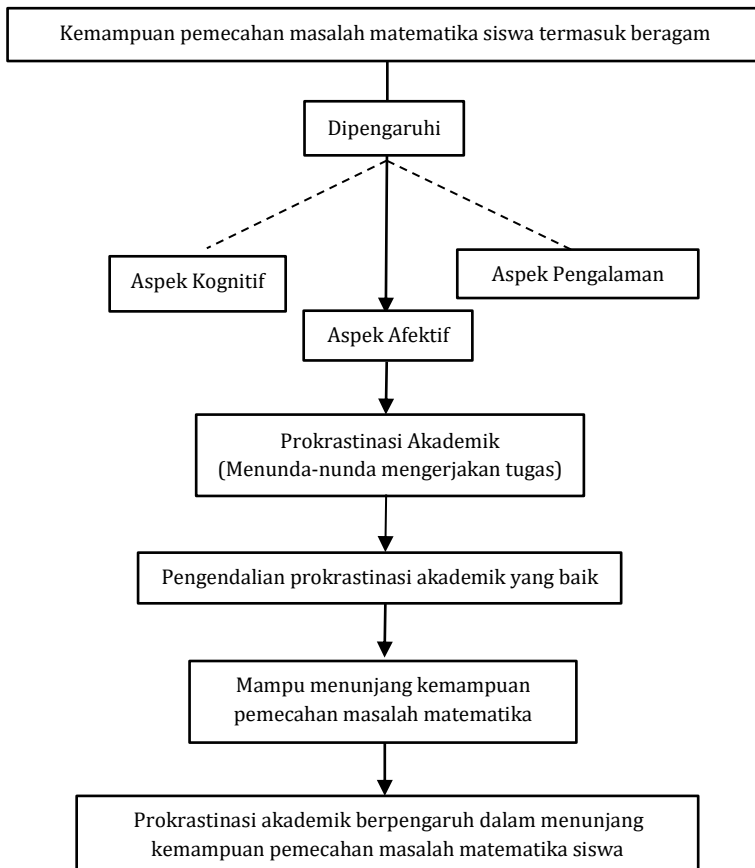 Kemampuan pemecahan masalah matematika siswa termasuk beragam
Dipengaruhi
Aspek Kognitif
Aspek Pengalaman
Aspek Afektif
Prokrastinasi Akademik
(Menunda-nunda mengerjakan tugas)
Pengendalian prokrastinasi akademik yang baik
Mampu menunjang kemampuan
pemecahan masalah matematika
Prokrastinasi akademik berpengaruh dalam menunjang
kemampuan pemecahan masalah matematika siswa